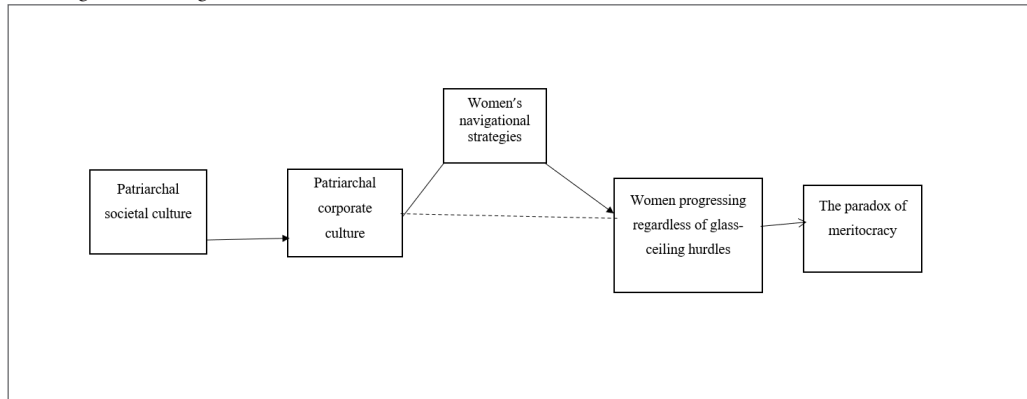 Women's
navigational
strategies
Patriarchal
societal culture
Patriarchal
corporate
culture
Women progressing
regardless of glass-
ceiling hurdles
The paradox of
meritocracy